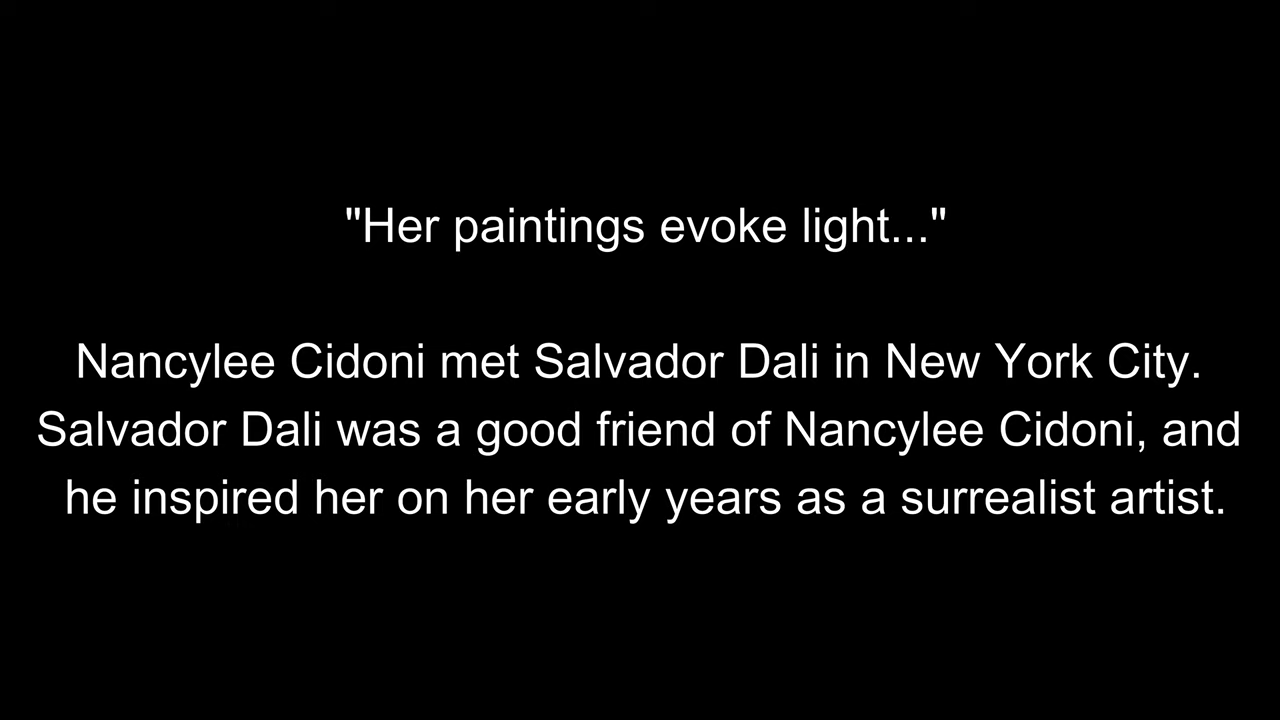 "Her paintings evoke light..."
Nancylee Cidoni met Salvador Dali in New York City.
Salvador Dali was a good friend of Nancylee Cidoni, and
he inspired her on her early years as a surrealist artist.